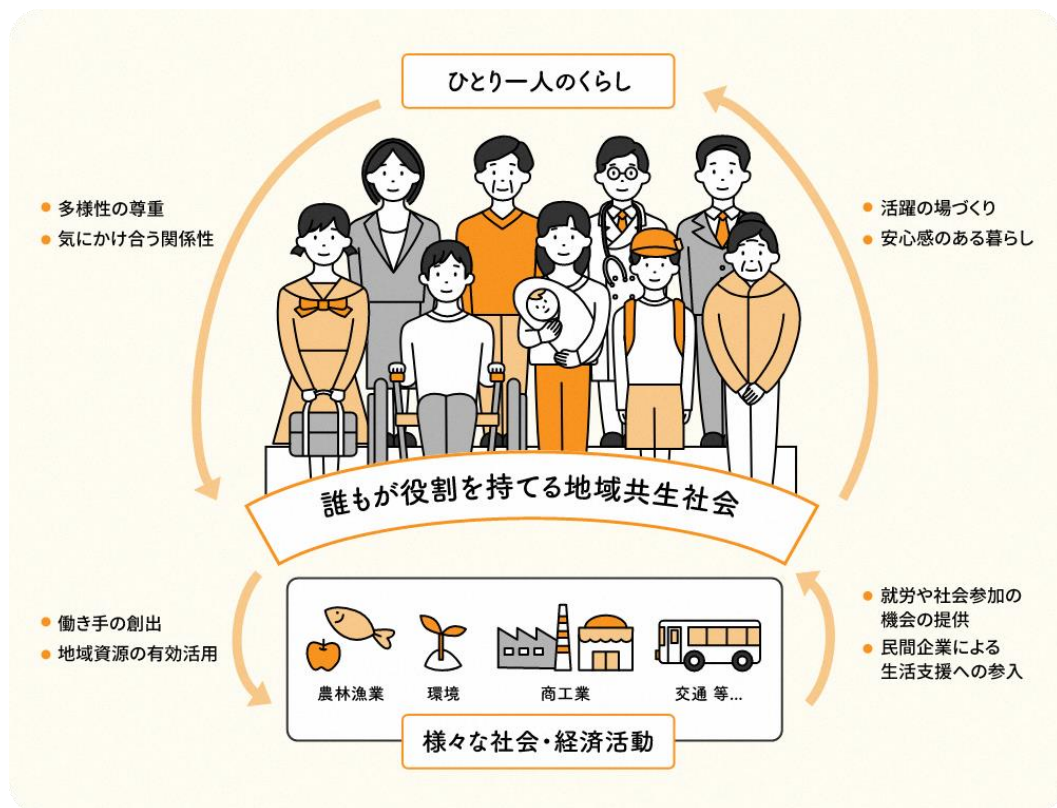 ひとり一人のくらし
多様性の尊重
気にかけ合う関係性
活躍の場づくり
安心感のある暮らし
誰もが役割を持てる地域共生社会
働き手の創出
地域資源の有効活用
就労や社会参加の
機会の提供
民間企業による
生活支援への参入
農林漁業
環境
商工業
交通 等...
様々な社会・経済活動